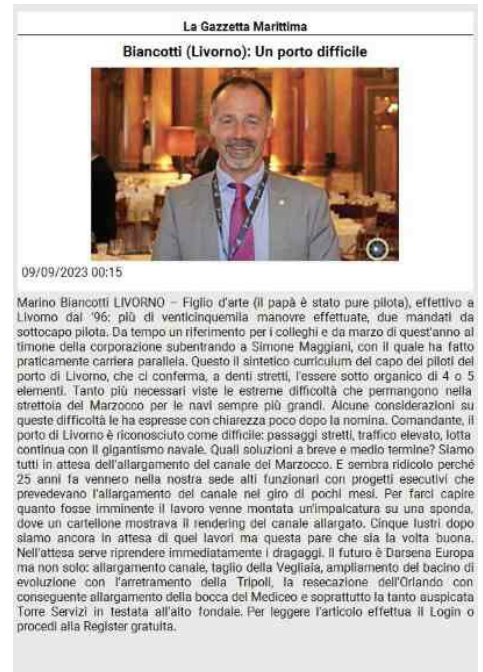 La Gazzetta Marittima
Biancotti (Livorno): Un porto difficile
09/09/2023 00:15
Marino Biancotti LIVORNO – Figlio d'arte (il papà è stato pure pilota), effettivo a
Livorno dal '96: più di venticinquemila manovre effettuate, due mandati da
sottocapo pilota. Da tempo un riferimento per i colleghi e da marzo di quest'anno al
timone della corporazione subentrando a Simone Maggiani, con il quale ha fatto
praticamente carriera parallela. Questo il sintetico curriculum del capo dei piloti del
porto di Livorno, che ci conferma, a denti stretti, l'essere sotto organico di 4 o 5
elementi. Tanto più necessari viste le estreme difficoltà che permangono nella
strettoia del Marzocco per le navi sempre più grandi. Alcune considerazioni su
queste difficoltà le ha espresse con chiarezza poco dopo la nomina. Comandante, il
porto di Livorno è riconosciuto come difficile: passaggi stretti, traffico elevato, lotta
continua con il gigantismo navale. Quali soluzioni a breve e medio termine? Siamo
tutti in attesa dell'allargamento del canale del Marzocco. E sembra ridicolo perché
25 anni fa vennero nella nostra sede alti funzionari con progetti esecutivi che
prevedevano l'allargamento del canale nel giro di pochi mesi. Per farci capire
quanto fosse imminente il lavoro venne montata un'impalcatura su una sponda,
dove un cartellone mostrava il rendering del canale allargato. Cinque lustri dopo
siamo ancora in attesa di quei lavori ma questa pare che sia la volta buona.
Nell'attesa serve riprendere immediatamente i dragaggi. Il futuro è Darsena Europa
ma non solo: allargamento canale, taglio della Vegliaia, ampliamento del bacino di
evoluzione con l'arretramento della Tripoli, la resecazione dell'Orlando con
conseguente allargamento della bocca del Mediceo e soprattutto la tanto auspicata
Torre Servizi in testata all'alto fondale. Per leggere l'articolo effettua il Login o
procedi alla Register gratuita.